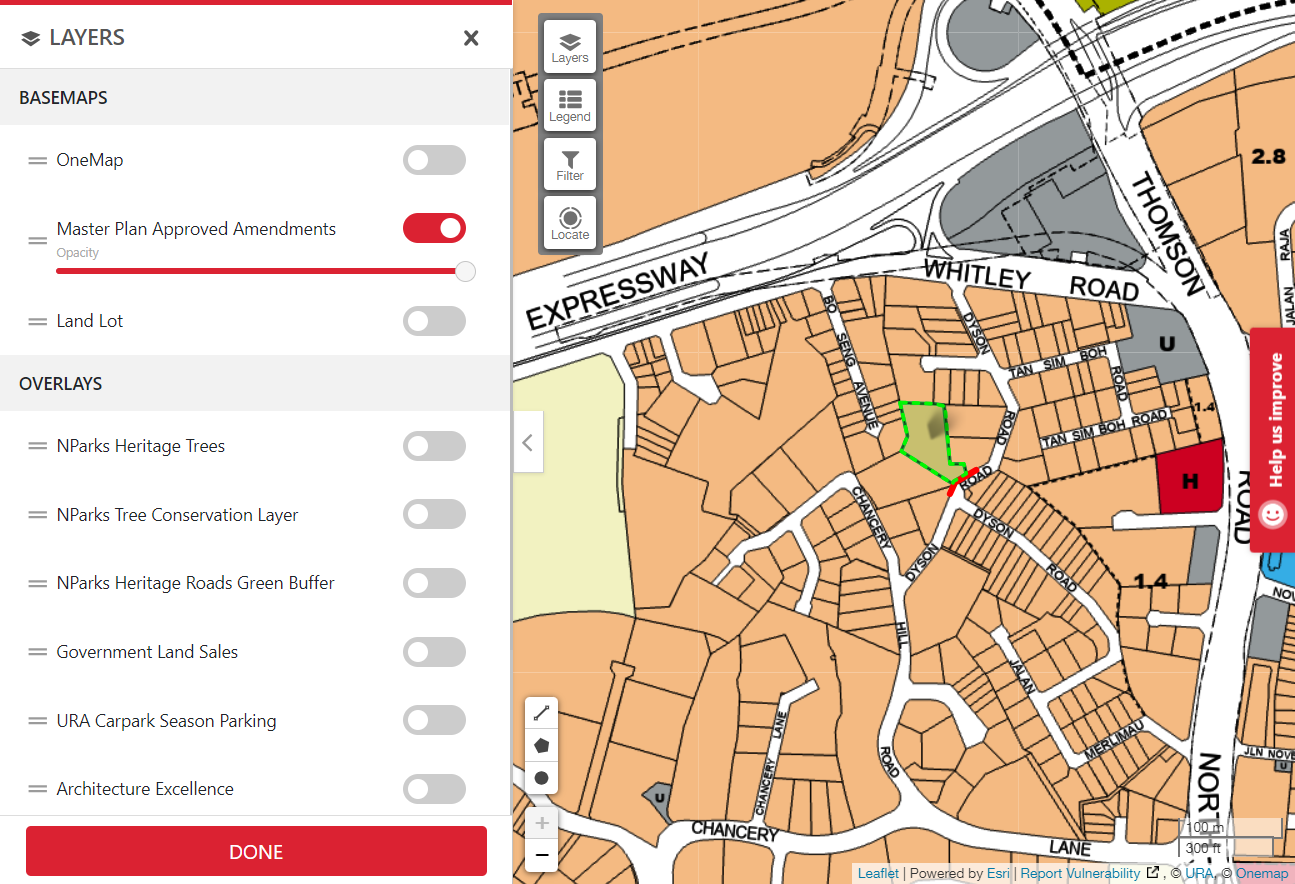 LAYERS
BASEMAPS
OneMap
Master Plan Approved Amendments
Opacity
Land Lot
OVERLAYS
NParks Heritage Trees
NParks Tree Conservation Layer
NParks Heritage Roads Green Buffer
Government Land Sales
URA Carpark Season Parking
Architecture Excellence
DONE
Layers
Legend
Filter
Locate
EXPRESSWAY
WHITLEY ROAD
THOMSON
ROAD
2.8
RAJA
JALAN
BO SENG AVENUE
DYSON
ROAD
TAN SIM BOH
ROAD
TAN SIM BOH ROAD
U
1.4
H
ROAD
DYSON ROAD
DYSON
CHANCERY
HILL
ROAD
1.4
JALAN
MERLIMAU
CHANCERY LANE
U
CHANCERY
LANE
NORTH
JLN NOVE
U
NOV
Help us improve
+
−
100 m
300 ft
Leaflet | Powered by Esri | Report Vulnerability , © URA, © Onemap